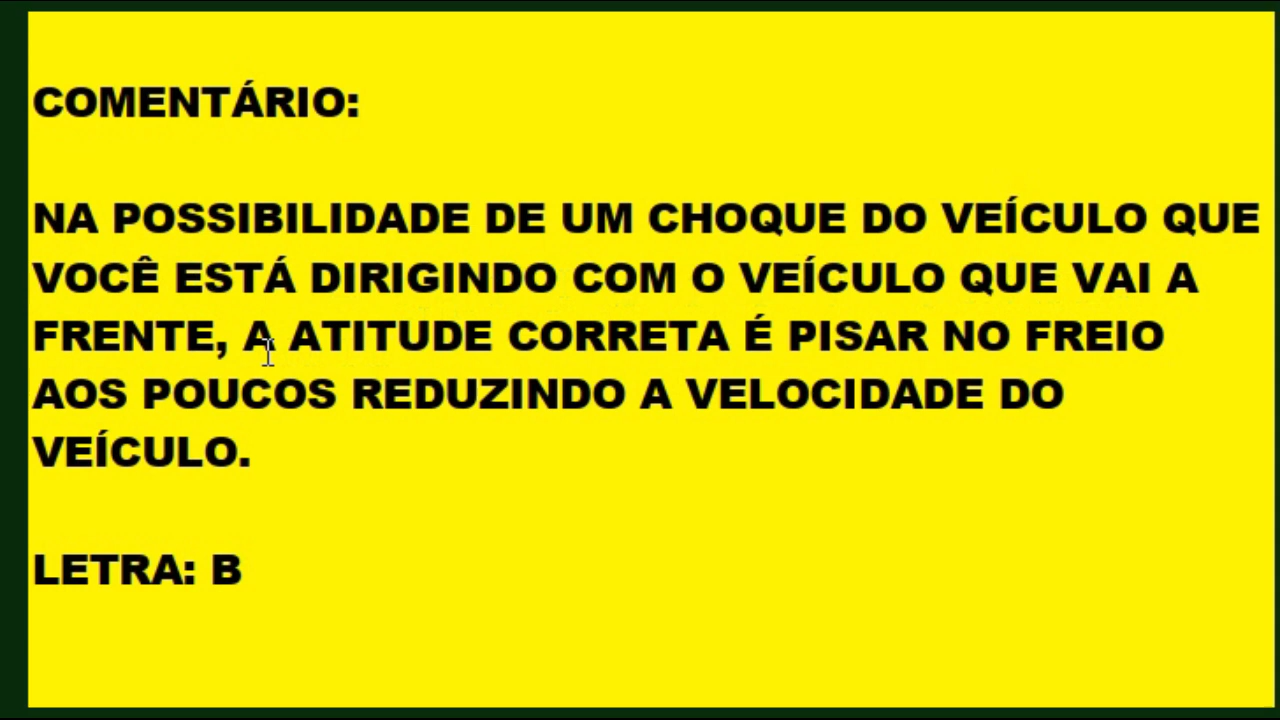 COMENTÁRIO:
NA POSSIBILIDADE DE UM CHOQUE DO VEÍCULO QUE
VOCÊ ESTÁ DIRIGINDO COM O VEÍCULO QUE VAI A
FRENTE, A ATITUDE CORRETA É PISAR NO FREIO
AOS POUCOS REDUZINDO A VELOCIDADE DO
VEÍCULO.
LETRA: B